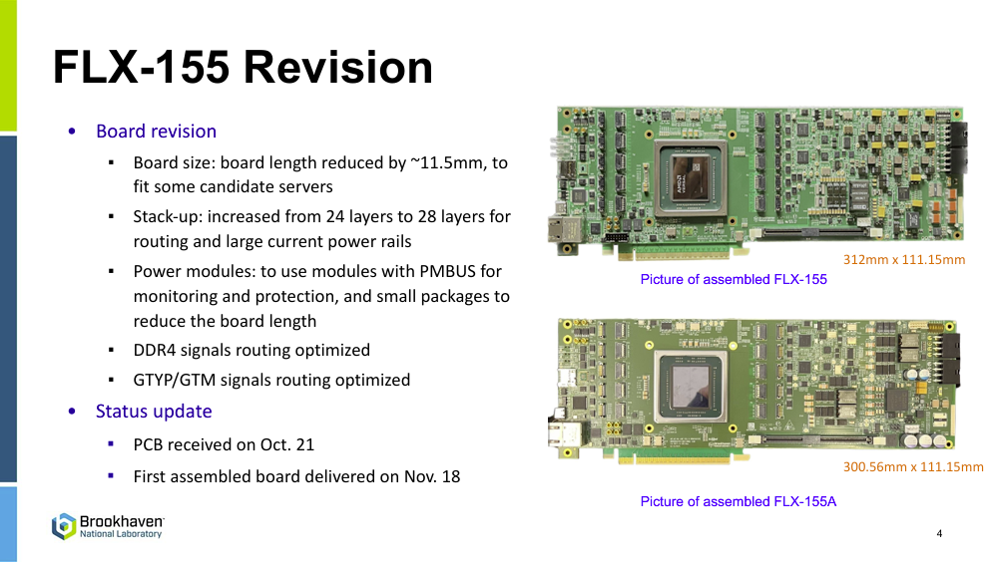 FLX-155 Revision
• Board revision
▪ Board size: board length reduced by ~11.5mm, to
fit some candidate servers
▪ Stack-up: increased from 24 layers to 28 layers for
routing and large current power rails
▪ Power modules: to use modules with PMBUS for
monitoring and protection, and small packages to
reduce the board length
▪ DDR4 signals routing optimized
▪ GTYP/GTM signals routing optimized
• Status update
▪ PCB received on Oct. 21
▪ First assembled board delivered on Nov. 18
AMD
312mm x 111.15mm
Picture of assembled FLX-155
300.56mm x 111.15mm
Picture of assembled FLX-155A
Brookhaven
National Laboratory
4